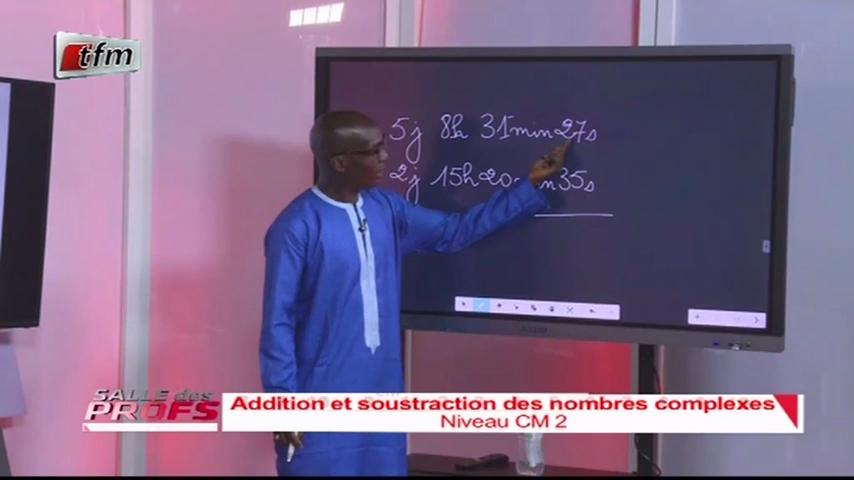 tfm
5j 8h 31min 27s
2j 15h 20 35s
SALLE des
PROFS
Addition et soustraction des nombres complexes
Niveau CM 2